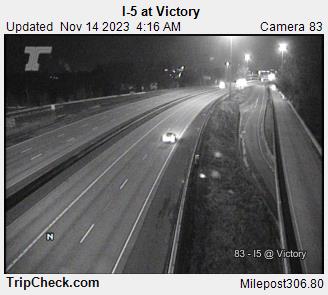 I-5 at Victory
Updated  Nov 14 2023  4:16 AM
Camera 83
T
N
83 - I5 @ Victory
TripCheck.com
Milepost306.80